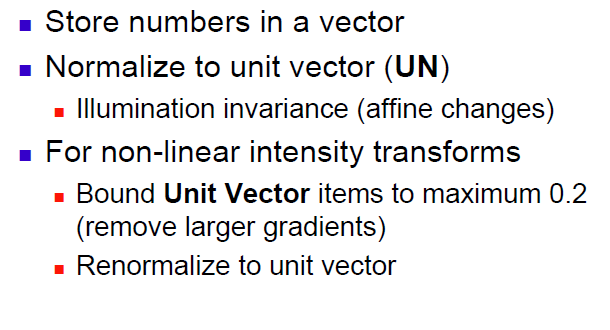 Store numbers in a vector
Normalize to unit vector (UN)
Illumination invariance (affine changes)
For non-linear intensity transforms
Bound Unit Vector items to maximum 0.2
(remove larger gradients)
Renormalize to unit vector